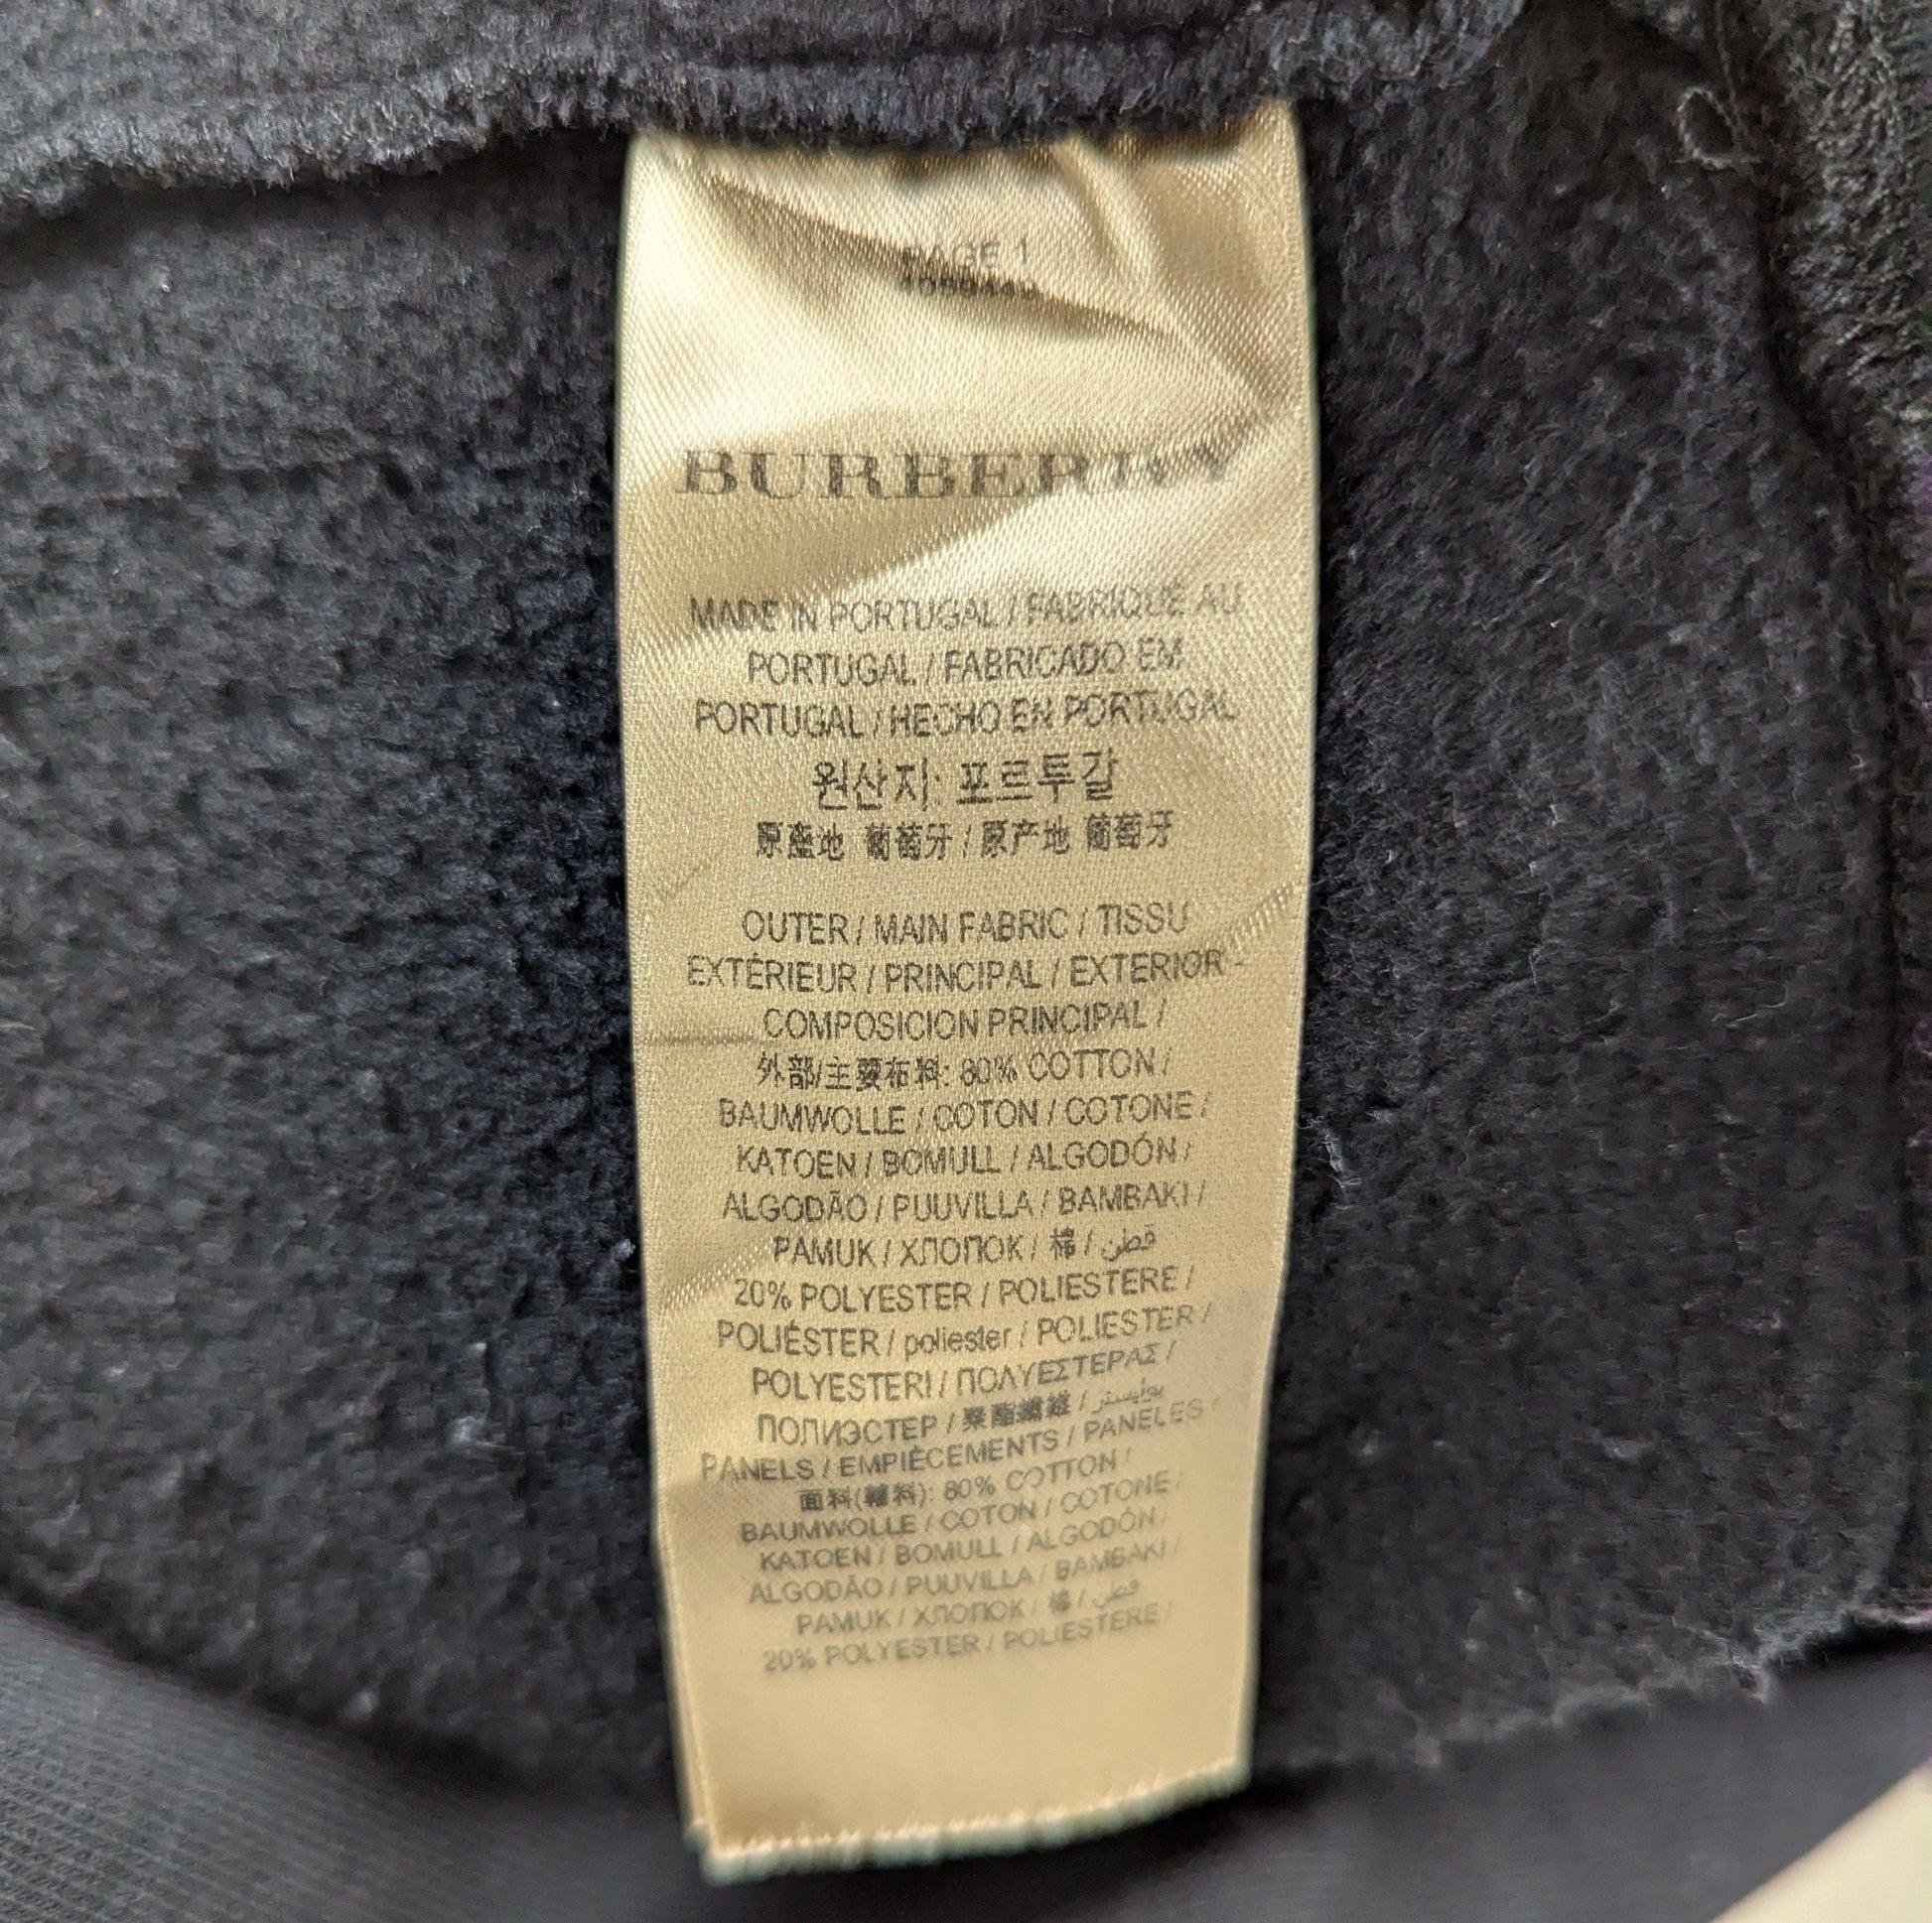 PAGE 1
BURBERRY
MADE IN PORTUGAL / FABRIQUÉ AU
PORTUGAL / FABRICADO EM
PORTUGAL / HECHO EN PORTUGAL
원산지: 포르투갈
原產地 葡萄牙 / 原产地 葡萄牙
OUTER / MAIN FABRIC / TISSU
EXTÉRIEUR / PRINCIPAL / EXTERIOR -
COMPOSICION PRINCIPAL /
外部/主要布料: 80% COTTON /
BAUMWOLLE / COTON / COTONE /
KATOEN / BOMULL / ALGODÓN /
ALGODÃO / PUUVILLA / BAMBAKI /
PAMUK / ХЛОПОК / 棉 / قطن
20% POLYESTER / POLIESTERE /
POLIÉSTER / poliester / POLIESTER /
POLYESTERI / ΠΟΛΥΕΣΤΕΡΑΣ /
ПОЛИЭСТЕР / 聚酯纖維 / بوليستر
PANELS / EMPIÈCEMENTS / PANELES /
面料(輔料): 80% COTTON /
BAUMWOLLE / COTON / COTONE /
KATOEN / BOMULL / ALGODÓN /
ALGODÃO / PUUVILLA / BAMBAKI /
PAMUK / ХЛОПОК / 棉 / قطن
20% POLYESTER / POLIESTERE /